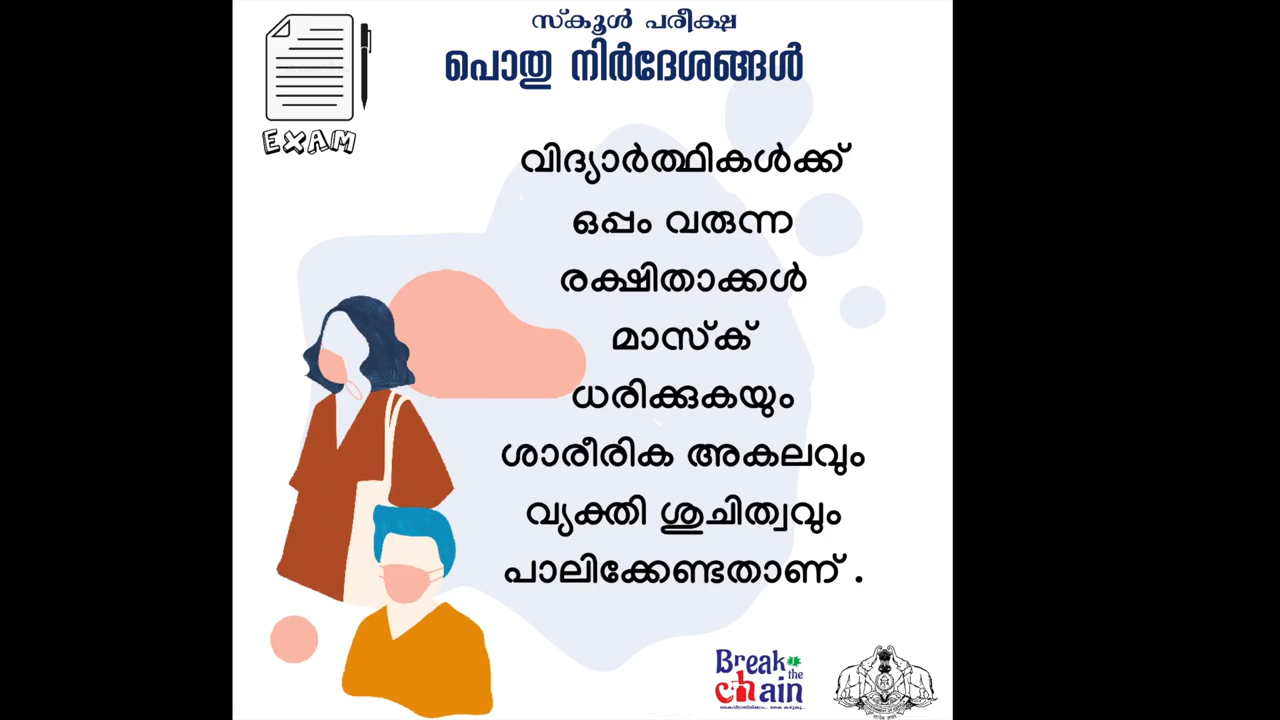 സ്കൂൾ പരീക്ഷ
പൊതു നിർദേശങ്ങൾ
EXAM
വിദ്യാർത്ഥികൾക്ക്
ഒപ്പം വരുന്ന
രക്ഷിതാക്കൾ
മാസ്ക്
ധരിക്കുകയും
ശാരീരിക അകലവും
വ്യക്തി ശുചിത്വവും
പാലിക്കേണ്ടതാണ് .
Break
the
chain